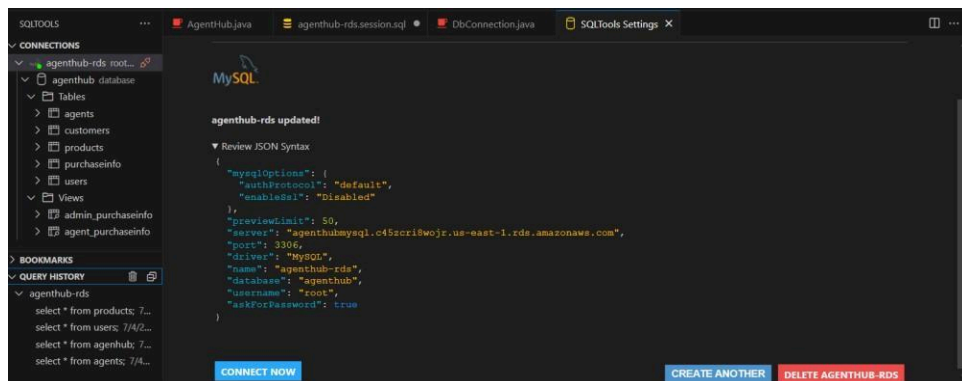 SQLTOOLS
...
AgentHub.java
agenthub-rds.session.sql
DbConnection.java
SQLTools Settings
...
CONNECTIONS
agenthub-rds root...
agenthub database
Tables
agents
customers
products
purchaseinfo
users
Views
admin_purchaseinfo
agent_purchaseinfo
BOOKMARKS
QUERY HISTORY
agenthub-rds
select * from products; 7...
select * from users; 7/4/2...
select * from agenhub; 7...
select * from agents; 7/4...
MySQL
agenthub-rds updated!
Review JSON Syntax
{
"mysqlOptions": {
"authProtocol": "default",
"enableSsl": "Disabled"
},
"previewLimit": 50,
"server": "agenthubmysql.c45zcri8wojr.us-east-1.rds.amazonaws.com",
"port": 3306,
"driver": "MySQL",
"name": "agenthub-rds",
"database": "agenthub",
"username": "root",
"askForPassword": true
}
CONNECT NOW
CREATE ANOTHER
DELETE AGENTHUB-RDS